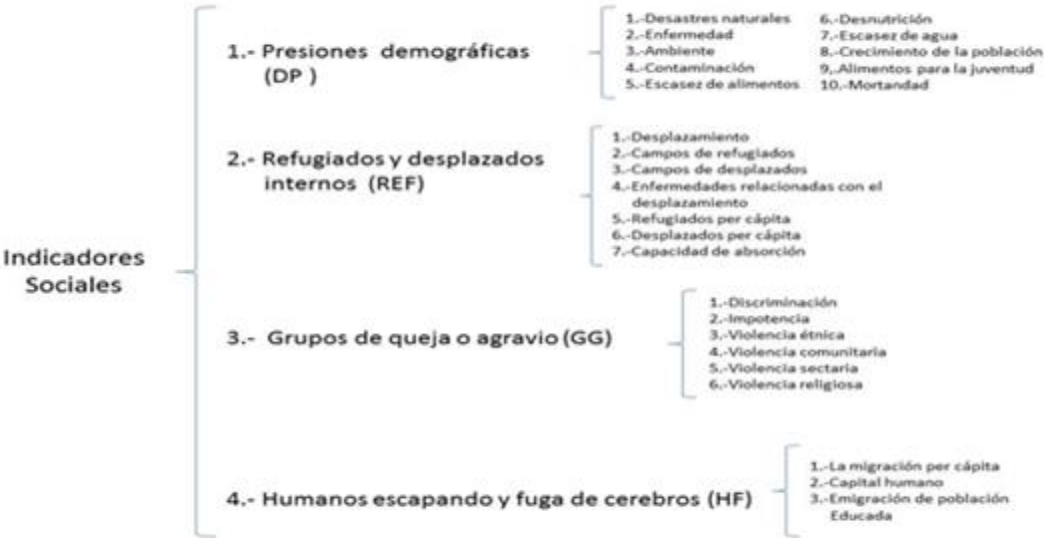 Indicadores
Sociales
1.- Presiones demográficas
(DP )
1.-Desastres naturales
2.-Enfermedad
3.-Ambiente
4.-Contaminación
5.-Escasez de alimentos
6.-Desnutrición
7.-Escasez de agua
8.-Crecimiento de la población
9,.Alimentos para la juventud
10.-Mortandad
2.- Refugiados y desplazados
internos (REF)
1.-Desplazamiento
2.-Campos de refugiados
3.-Campos de desplazados
4.-Enfermedades relacionadas con el
desplazamiento
5.-Refugiados per cápita
6.-Desplazados per cápita
7.-Capacidad de absorción
3.- Grupos de queja o agravio (GG)
1.-Discriminación
2.-Impotencia
3.-Violencia étnica
4.-Violencia comunitaria
5.-Violencia sectaria
6.-Violencia religiosa
4.- Humanos escapando y fuga de cerebros (HF)
1.-La migración per cápita
2.-Capital humano
3.-Emigración de población
Educada